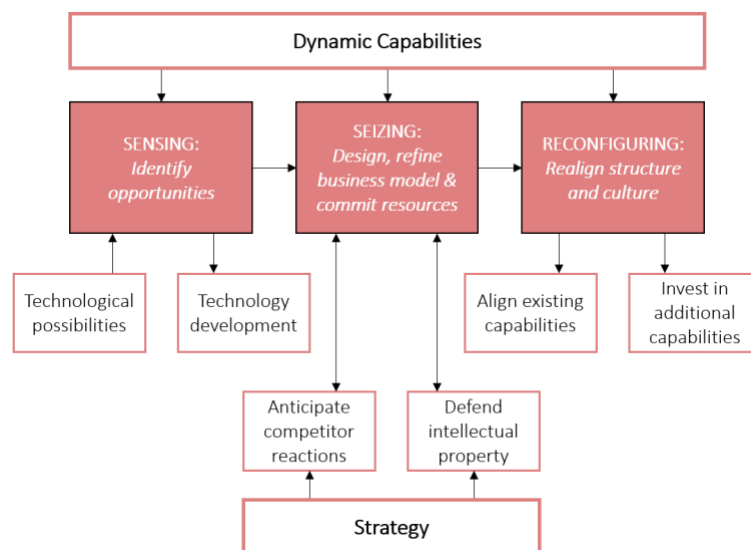 Dynamic Capabilities
SENSING:
Identify
opportunities
SEIZING:
Design, refine
business model &
commit resources
RECONFIGURING:
Realign structure
and culture
Technological
possibilities
Technology
development
Align existing
capabilities
Invest in
additional
capabilities
Anticipate
competitor
reactions
Defend
intellectual
property
Strategy